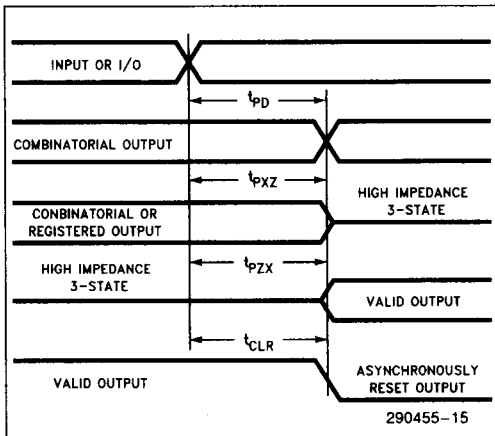 INPUT OR I/O
tPD
COMBINATORIAL OUTPUT
tPXZ
HIGH IMPEDANCE
3-STATE
CONBINATORIAL OR
REGISTERED OUTPUT
HIGH IMPEDANCE
3-STATE
tPZX
VALID OUTPUT
tCLR
VALID OUTPUT
ASYNCHRONOUSLY
RESET OUTPUT
290455-15